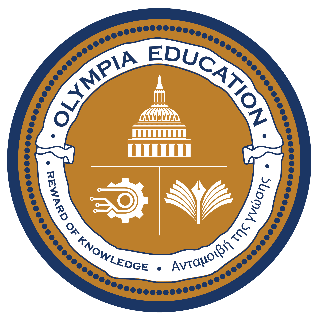 · OLYMPIA EDUCATION ·
· REWARD OF KNOWLEDGE · Ανταμοιβή της γνώσης ·